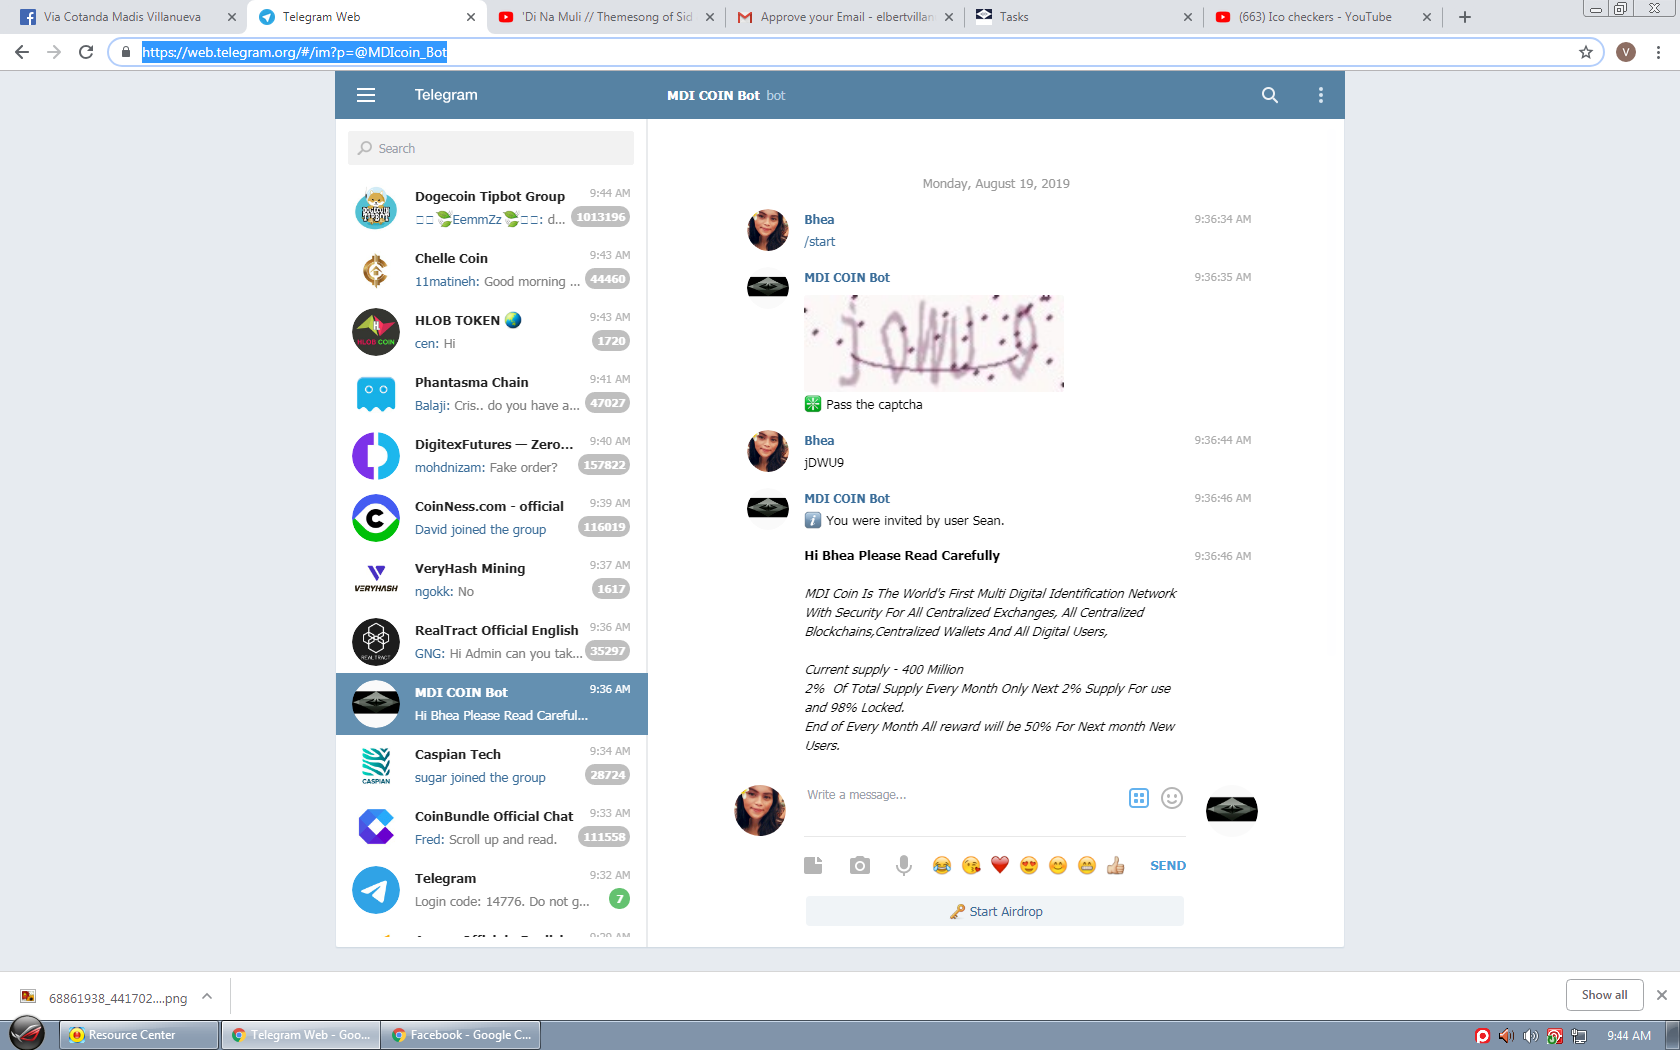 Via Cotanda Madis Villanueva
Telegram Web
'Di Na Muli // Themesong of Sid
Approve your Email - elbertvillan
Tasks
(663) Ico checkers - YouTube
https://web.telegram.org/#/im?p=@MDIcoin_Bot
V
Telegram
MDI COIN Bot bot
Search
Dogecoin Tipbot Group 9:44 AM
EemmZz: d... 1013196
Chelle Coin 9:43 AM
11matineh: Good morning ... 44460
HLOB TOKEN 9:43 AM
cen: Hi 1720
HLOB COIN
Phantasma Chain 9:41 AM
Balaji: Cris.. do you have a... 47027
DigitexFutures — Zero... 9:40 AM
mohdnizam: Fake order? 157822
CoinNess.com - official 9:39 AM
David joined the group 116019
VeryHash Mining 9:37 AM
ngokk: No 1617
VERYHASH
RealTract Official English 9:36 AM
GNG: Hi Admin can you tak... 35297
REALTRACT
MDI COIN Bot 9:36 AM
Hi Bhea Please Read Careful...
Caspian Tech 9:34 AM
sugar joined the group 28724
CASPIAN
CoinBundle Official Chat 9:33 AM
Fred: Scroll up and read. 111558
Telegram 9:32 AM
Login code: 14776. Do not g... 7
Monday, August 19, 2019
Bhea 9:36:34 AM
/start
MDI COIN Bot 9:36:35 AM
Pass the captcha
Bhea 9:36:44 AM
jDWU9
MDI COIN Bot 9:36:46 AM
You were invited by user Sean.
Hi Bhea Please Read Carefully 9:36:46 AM
MDI Coin Is The World's First Multi Digital Identification Network
With Security For All Centralized Exchanges, All Centralized
Blockchains,Centralized Wallets And All Digital Users,
Current supply - 400 Million
2% Of Total Supply Every Month Only Next 2% Supply For use
and 98% Locked.
End of Every Month All reward will be 50% For Next month New
Users.
Write a message...
SEND
Start Airdrop
68861938_441702....png
Show all
Resource Center
Telegram Web - Goo...
Facebook - Google C...
9:44 AM